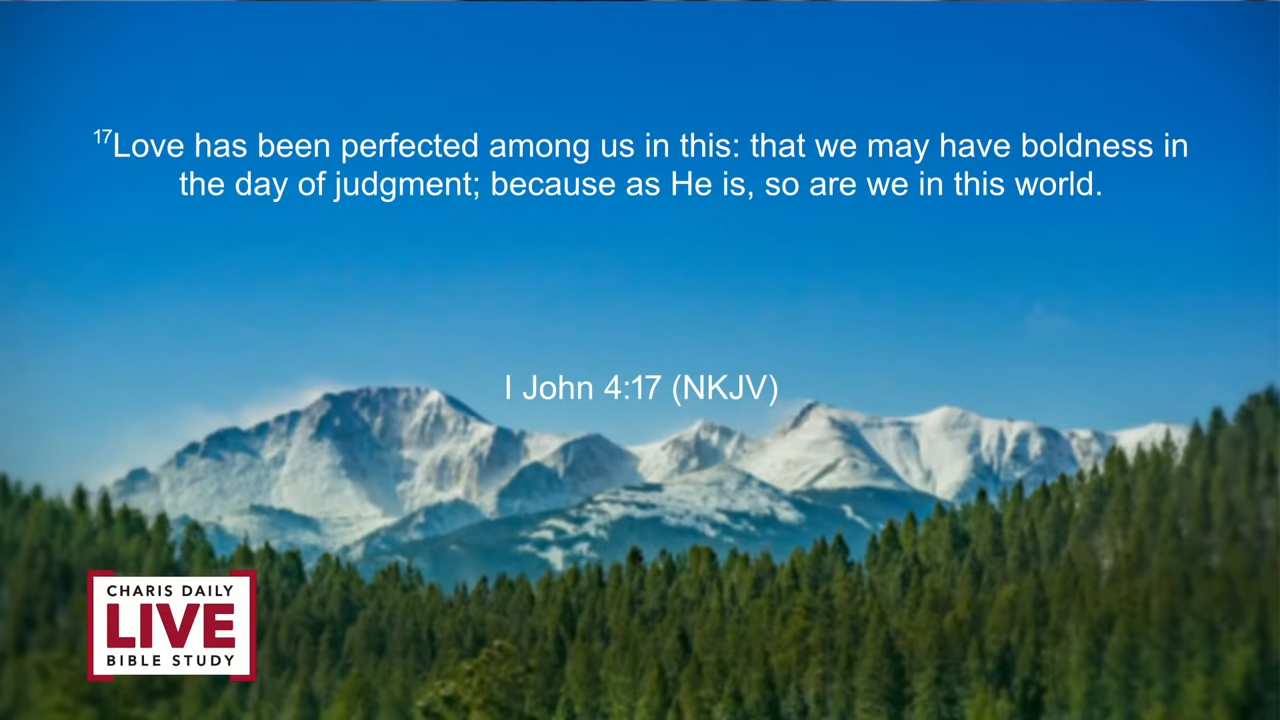 17Love has been perfected among us in this: that we may have boldness in
the day of judgment; because as He is, so are we in this world.
I John 4:17 (NKJV)
CHARIS DAILY
LIVE
BIBLE STUDY